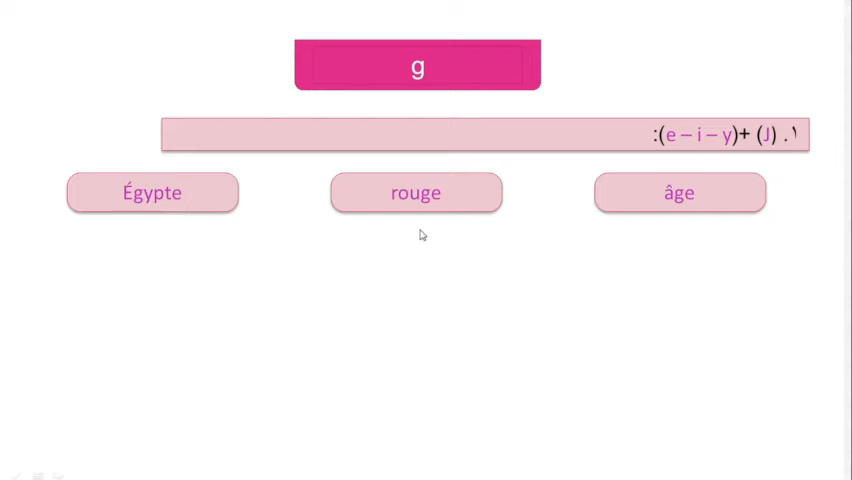 g
١. (J) +(e – i – y):
Égypte rouge âge